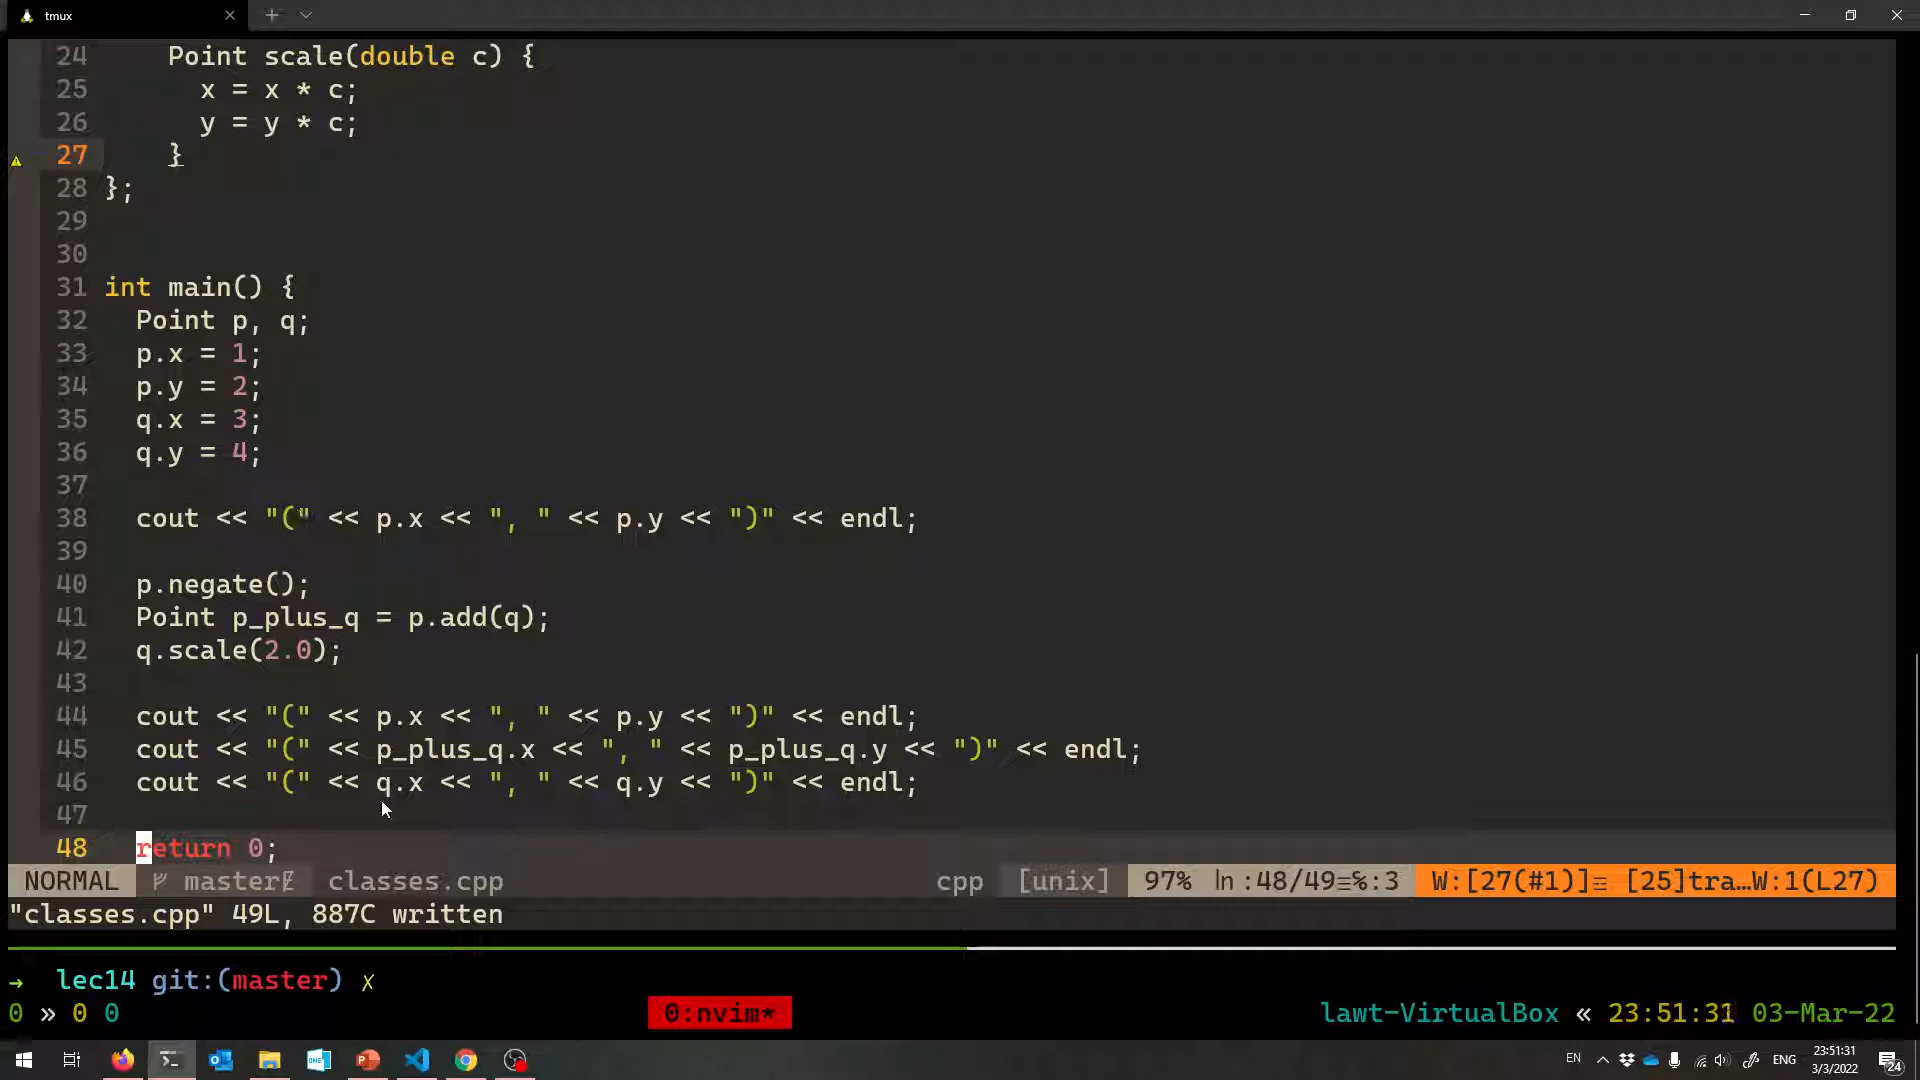 tmux
24 Point scale(double c) {
25 x = x * c;
26 y = y * c;
27 }
28 };
29
30
31 int main() {
32 Point p, q;
33 p.x = 1;
34 p.y = 2;
35 q.x = 3;
36 q.y = 4;
37
38 cout << "(" << p.x << ", " << p.y << ")" << endl;
39
40 p.negate();
41 Point p_plus_q = p.add(q);
42 q.scale(2.0);
43
44 cout << "(" << p.x << ", " << p.y << ")" << endl;
45 cout << "(" << p_plus_q.x << ", " << p_plus_q.y << ")" << endl;
46 cout << "(" << q.x << ", " << q.y << ")" << endl;
47
48 return 0;
NORMAL master classes.cpp cpp [unix] 97% ln :48/49≡℅:3 W:[27(#1)]☲ [25]tra…W:1(L27)
"classes.cpp" 49L, 887C written
→ lec14 git:(master) ✗
0 » 0 0 0:nvim* lawt-VirtualBox « 23:51:31 03-Mar-22
EN ENG 23:51:31
3/3/2022
24